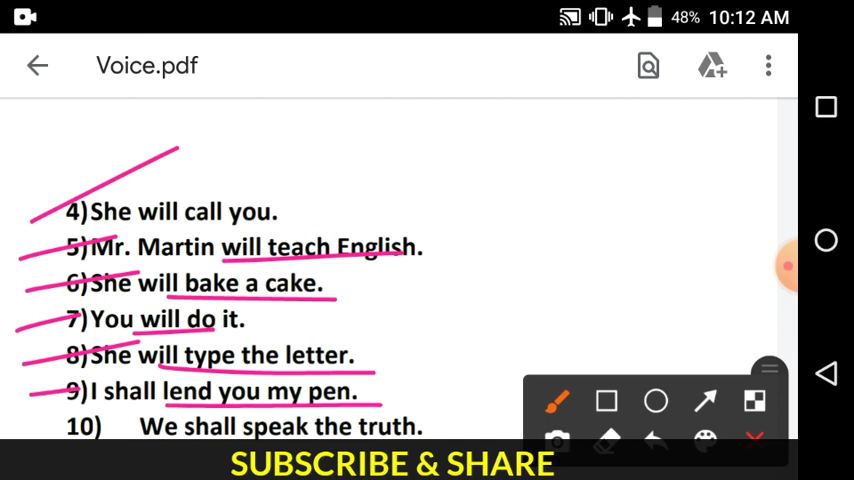 48% 10:12 AM
Voice.pdf
4)She will call you.
5)Mr. Martin will teach English.
6)She will bake a cake.
7)You will do it.
8)She will type the letter.
9)I shall lend you my pen.
10) We shall speak the truth.
SUBSCRIBE & SHARE